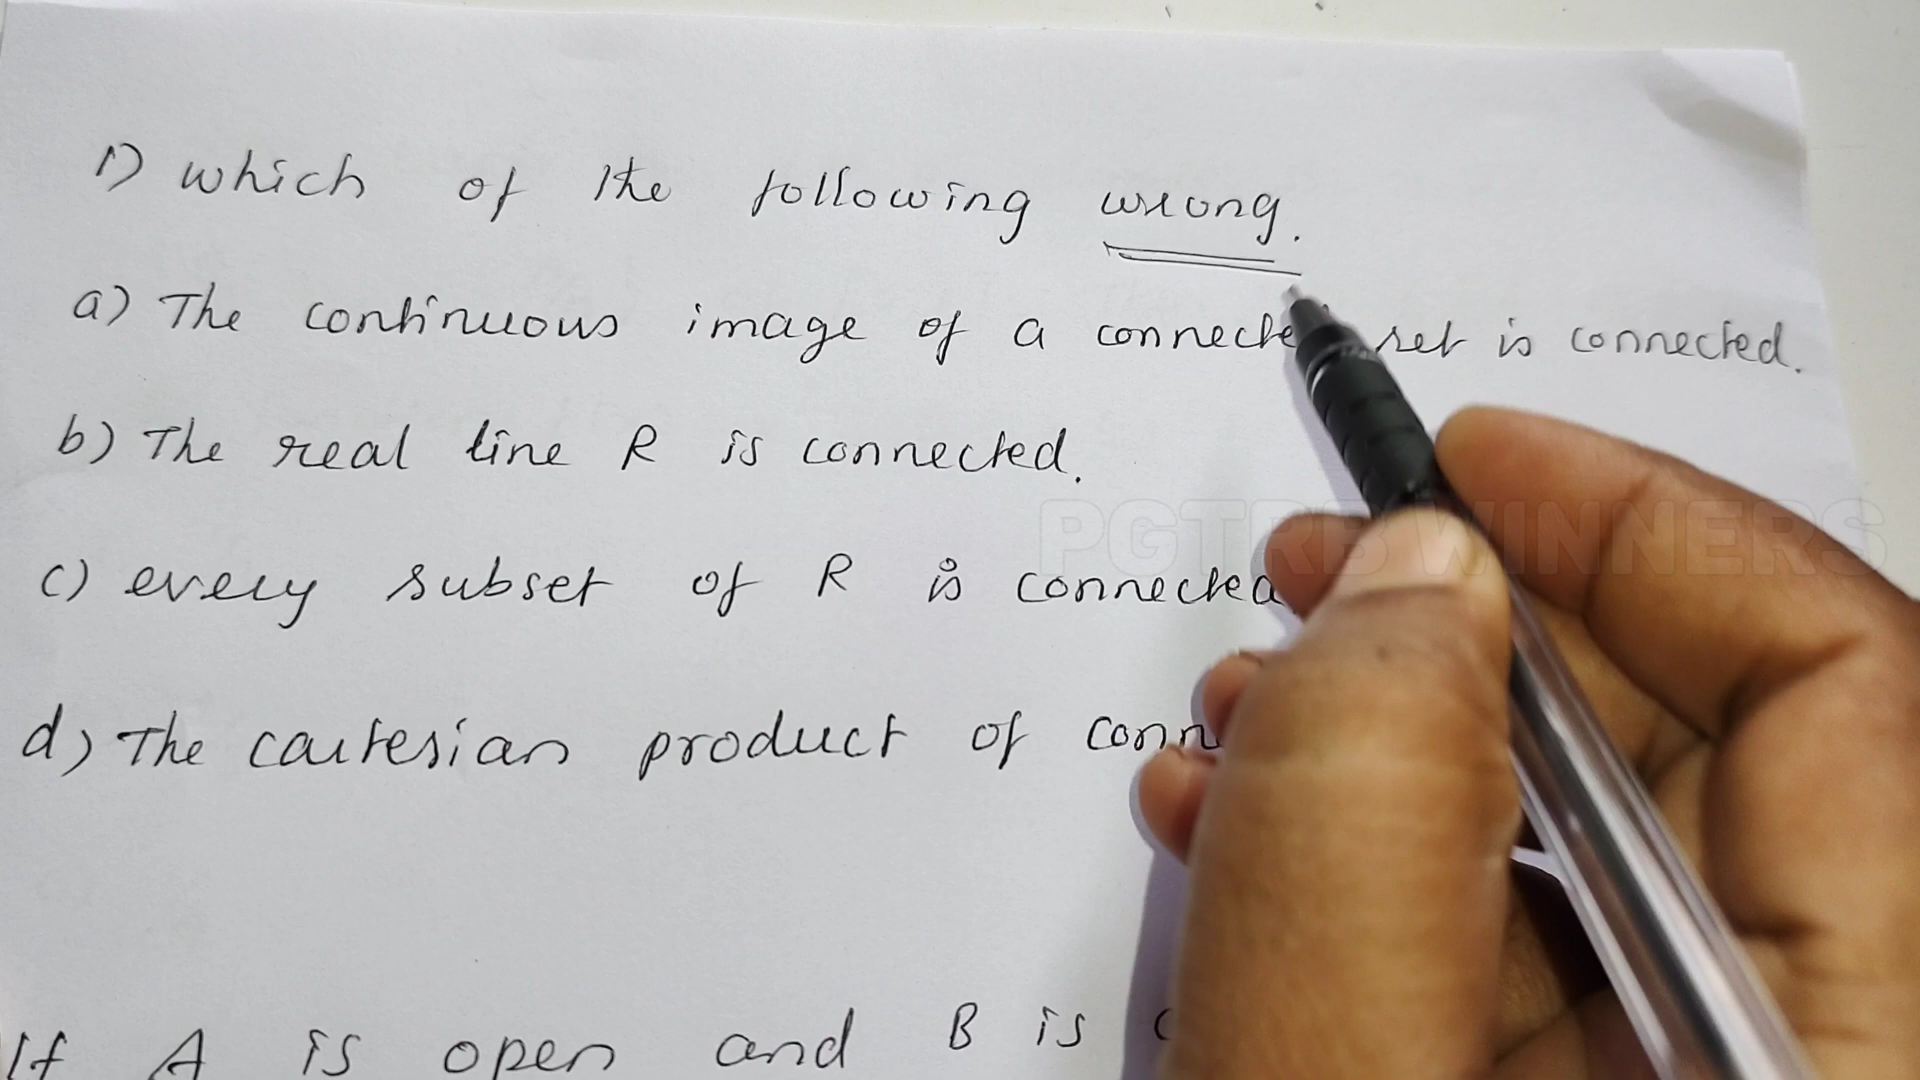 1) which of the following wrong.
a) The continuous image of a connected set is connected.
b) The real line R is connected.
PGTRB WINNERS
c) every subset of R is connected
d) The cartesian product of conn
If A is open and B is